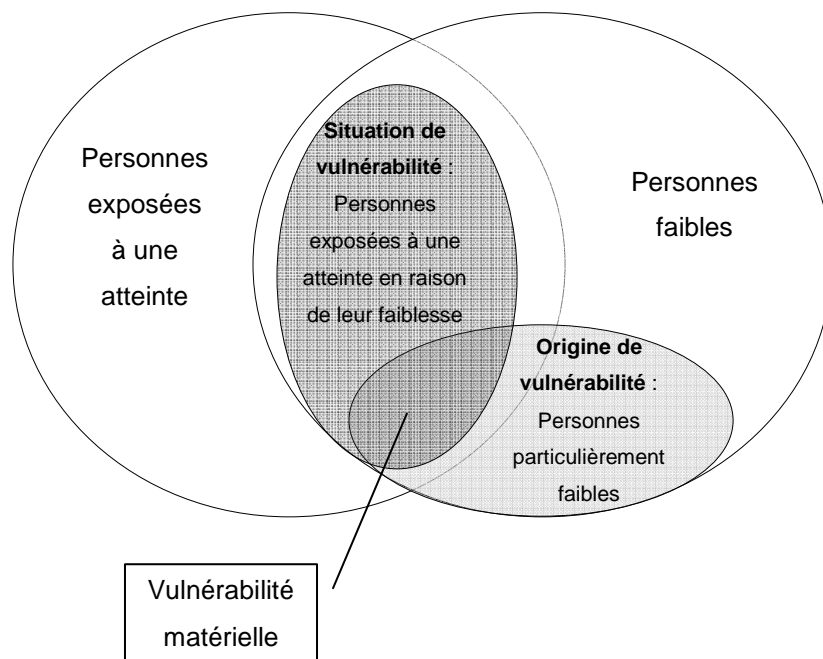 Personnes
exposées
à une
atteinte
Situation de
vulnérabilité :
Personnes
exposées à une
atteinte en raison
de leur faiblesse
Personnes
faibles
Origine de
vulnérabilité :
Personnes
particulièrement
faibles
Vulnérabilité
matérielle